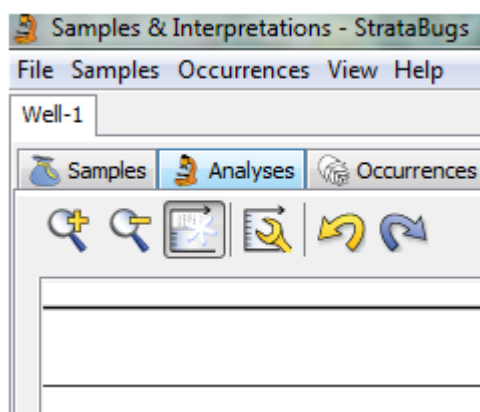 Samples & Interpretations - StrataBugs
File Samples Occurrences View Help
Well-1
Samples Analyses Occurrences